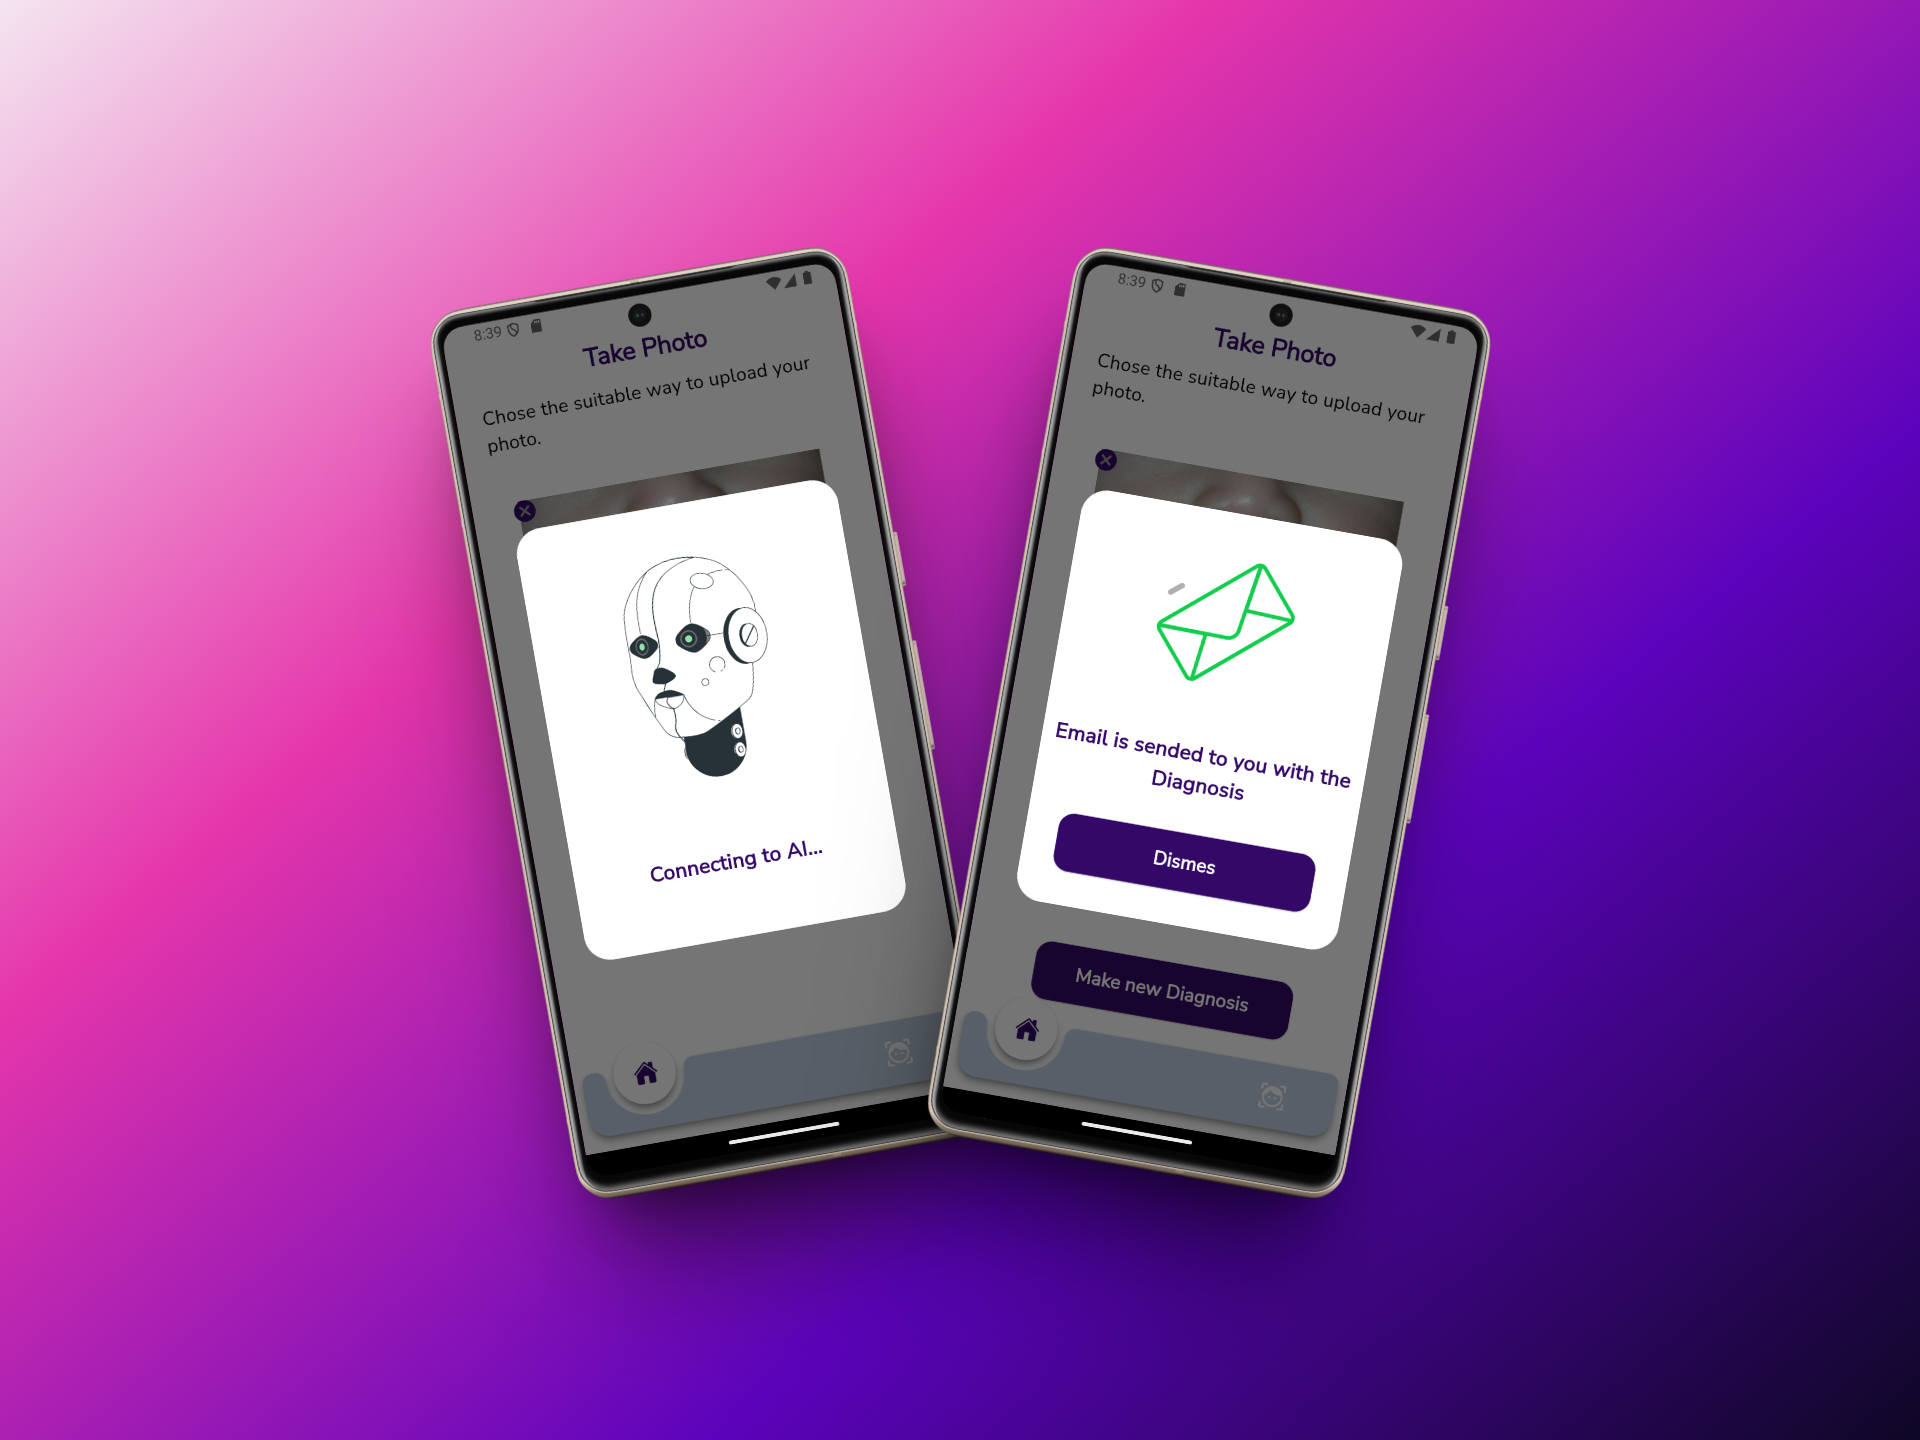 8:39
Take Photo
Chose the suitable way to upload your
photo.
Connecting to AI...
8:39
Take Photo
Chose the suitable way to upload your
photo.
Email is sended to you with the
Diagnosis
Dismes
Make new Diagnosis